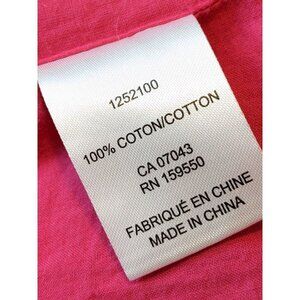 1252100
100% COTON/COTTON
CA 07043
RN 159550
FABRIQUÉ EN CHINE
MADE IN CHINA